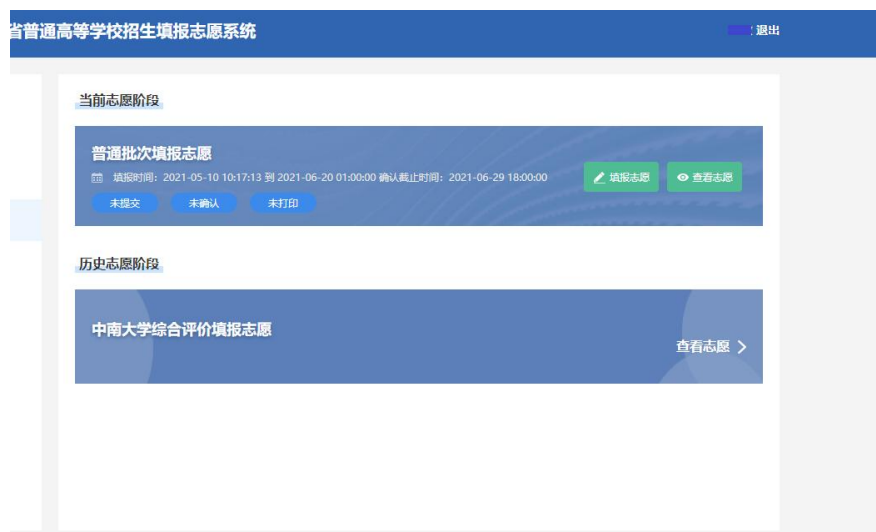 省普通高等学校招生填报志愿系统
退出
当前志愿阶段
普通批次填报志愿
填报时间：2021-05-10 10:17:13 到 2021-06-20 01:00:00 确认截止时间：2021-06-29 18:00:00
填报志愿
查看志愿
未提交 未确认 未打印
历史志愿阶段
中南大学综合评价填报志愿
查看志愿